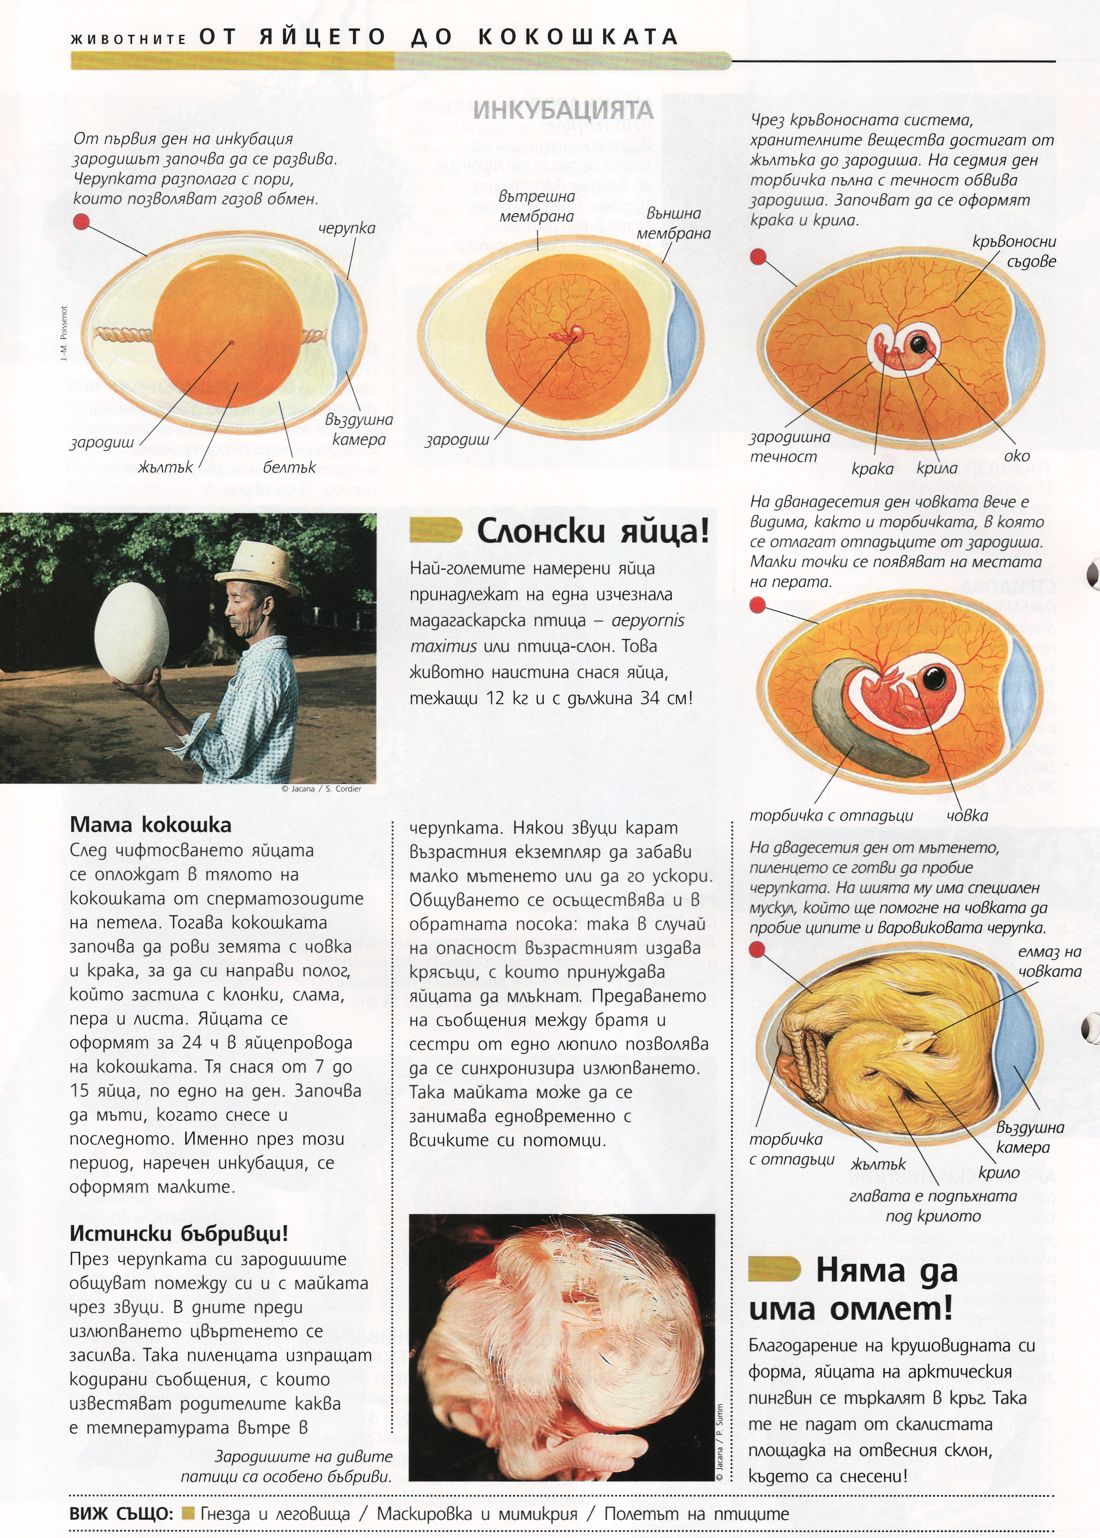 ЖИВОТНИТЕ ОТ ЯЙЦЕТО ДО КОКОШКАТА
ИНКУБАЦИЯТА
От първия ден на инкубация
зародишът започва да се развива.
Черупката разполага с пори,
които позволяват газов обмен.
черупка
J.-M. Poissenot
зародиш
жълтък
белтък
въздушна
камера
вътрешна
мембрана
външна
мембрана
зародиш
Чрез кръвоносната система,
хранителните вещества достигат от
жълтъка до зародиша. На седмия ден
торбичка пълна с течност обвива
зародиша. Започват да се оформят
крака и крила.
кръвоносни
съдове
зародишна
течност
крака
крила
око
На дванадесетия ден човката вече е
видима, както и торбичката, в която
се отлагат отпадъците от зародиша.
Малки точки се появяват на местата
на перата.
торбичка с отпадъци
човка
На двадесетия ден от мътенето,
пиленцето се готви да пробие
черупката. На шията му има специален
мускул, който ще помогне на човката да
пробие ципите и варовиковата черупка.
елмаз на
човката
торбичка
с отпадъци
жълтък
въздушна
камера
крило
главата е подпъхната
под крилото
© Jacana / S. Cordier
Слонски яйца!
Най-големите намерени яйца
принадлежат на една изчезнала
мадагаскарска птица – aepyornis
maximus или птица-слон. Това
животно наистина снася яйца,
тежащи 12 кг и с дължина 34 см!
Мама кокошка
След чифтосването яйцата
се оплождат в тялото на
кокошката от сперматозоидите
на петела. Тогава кокошката
започва да рови земята с човка
и крака, за да си направи полог,
който застила с клонки, слама,
пера и листа. Яйцата се
оформят за 24 ч в яйцепровода
на кокошката. Тя снася от 7 до
15 яйца, по едно на ден. Започва
да мъти, когато снесе и
последното. Именно през този
период, наречен инкубация, се
оформят малките.
Истински бъбривци!
През черупката си зародишите
общуват помежду си и с майката
чрез звуци. В дните преди
излюпването цвъртенето се
засилва. Така пиленцата изпращат
кодирани съобщения, с които
известяват родителите каква
е температурата вътре в
черупката. Някои звуци карат
възрастния екземпляр да забави
малко мътенето или да го ускори.
Общуването се осъществява и в
обратната посока: така в случай
на опасност възрастният издава
крясъци, с които принуждава
яйцата да млъкнат. Предаването
на съобщения между братя и
сестри от едно люпило позволява
да се синхронизира излюпването.
Така майката може да се
занимава едновременно с
всичките си потомци.
Зародишите на дивите
патици са особено бъбриви.
© Jacana / P. Summ
Няма да
има омлет!
Благодарение на крушовидната си
форма, яйцата на арктическия
пингвин се търкалят в кръг. Така
те не падат от скалистата
площадка на отвесния склон,
където са снесени!
ВИЖ СЪЩО: Гнезда и леговища / Маскировка и мимикрия / Полетът на птиците